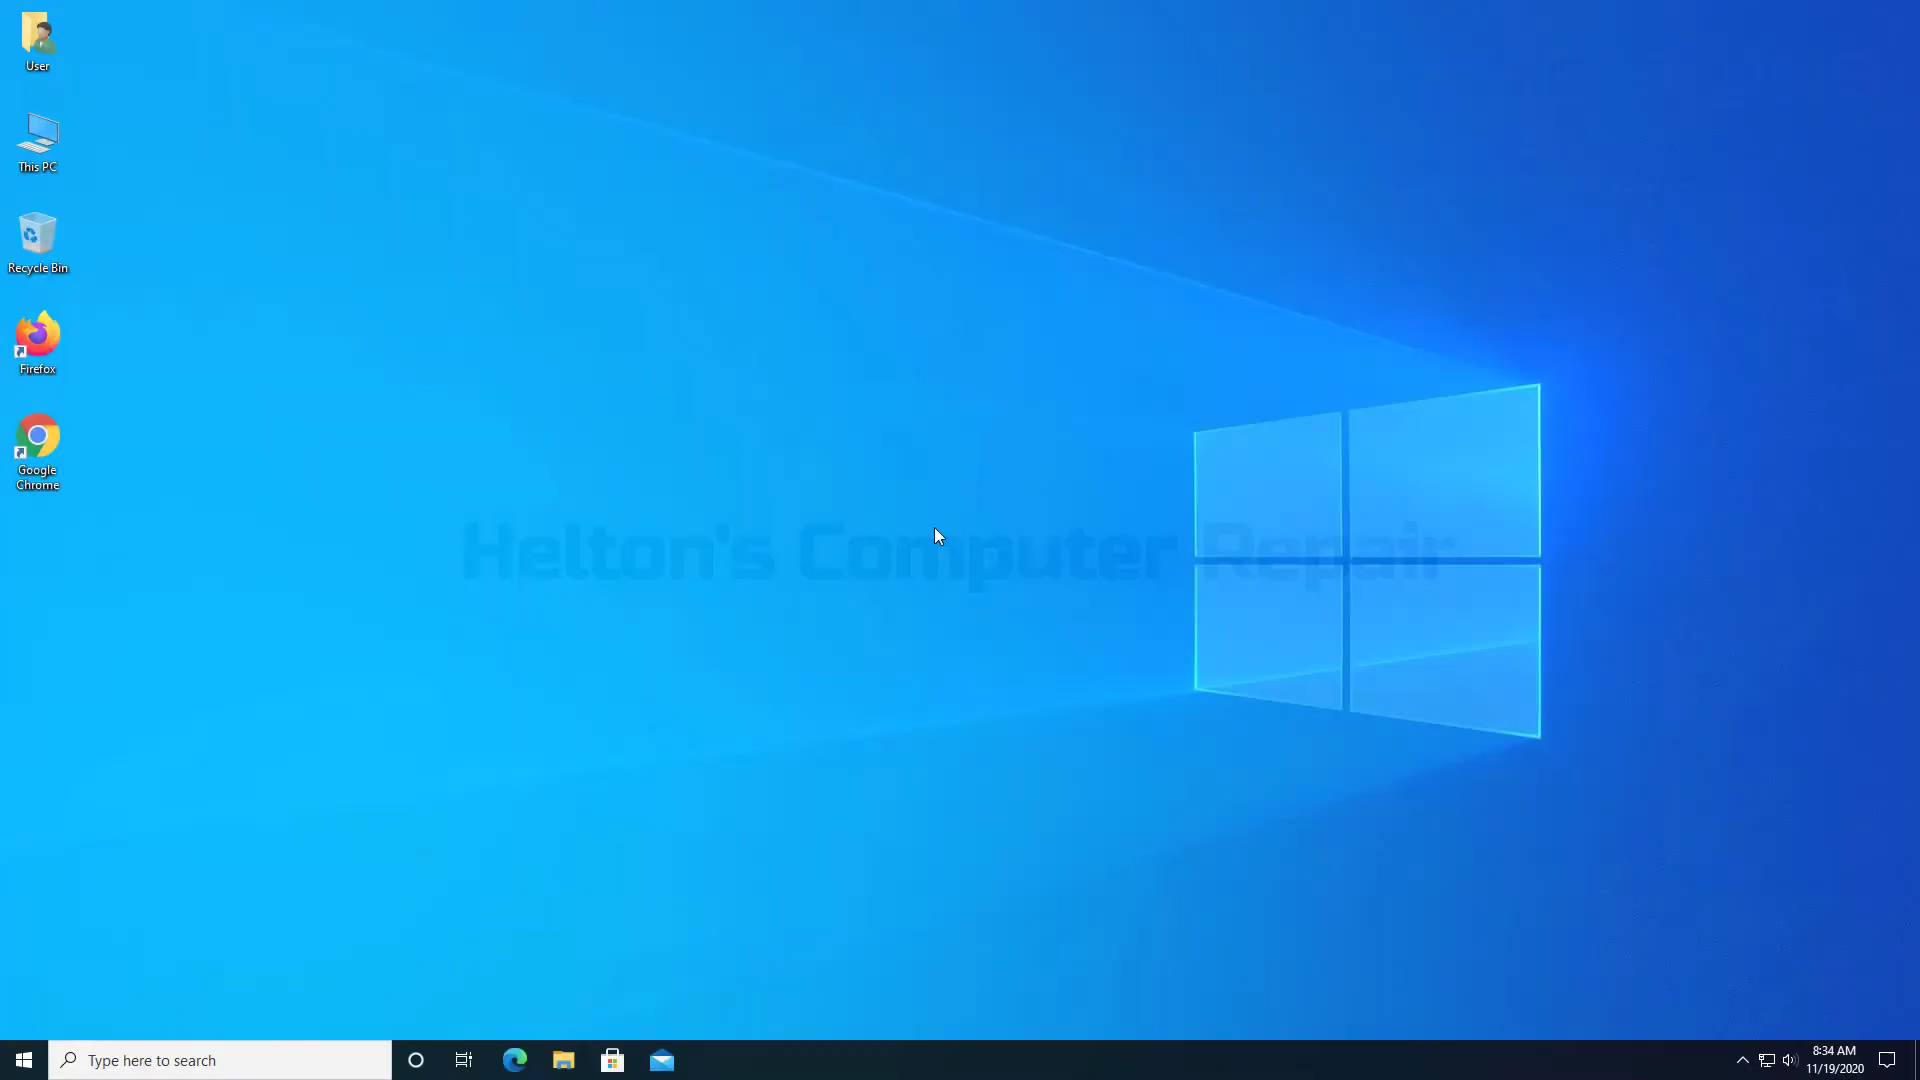 User
This PC
Recycle Bin
Firefox
Google
Chrome
Helton's Computer Repair
Type here to search
8:34 AM
11/19/2020